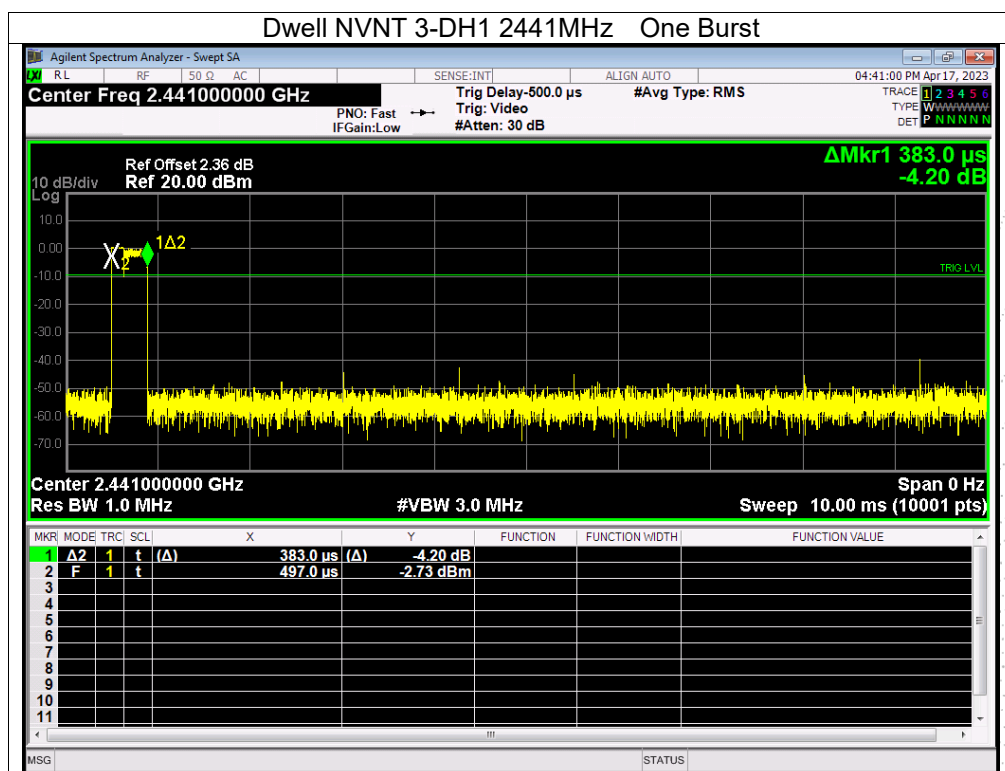 Dwell NVNT 3-DH1 2441MHz One Burst
Agilent Spectrum Analyzer - Swept SA
LXI RL RF 50 Ω AC SENSE:INT ALIGN AUTO 04:41:00 PM Apr 17, 2023
Center Freq 2.441000000 GHz Trig Delay-500.0 µs #Avg Type: RMS TRACE 1 2 3 4 5 6
PNO: Fast Trig: Video TYPE WWWWWW
IFGain:Low #Atten: 30 dB DET P N N N N N
ΔMkr1 383.0 µs
-4.20 dB
Ref Offset 2.36 dB
10 dB/div Ref 20.00 dBm
Log
10.0
0.00
1Δ2
2
-10.0
TRIG LVL
-20.0
-30.0
-40.0
-50.0
-60.0
-70.0
Center 2.441000000 GHz Span 0 Hz
Res BW 1.0 MHz #VBW 3.0 MHz Sweep 10.00 ms (10001 pts)
MKR MODE TRC SCL X Y FUNCTION FUNCTION WIDTH FUNCTION VALUE
1 Δ2 1 t (Δ) 383.0 µs (Δ) -4.20 dB
2 F 1 t 497.0 µs -2.73 dBm
3
4
5
6
7
8
9
10
11
MSG STATUS